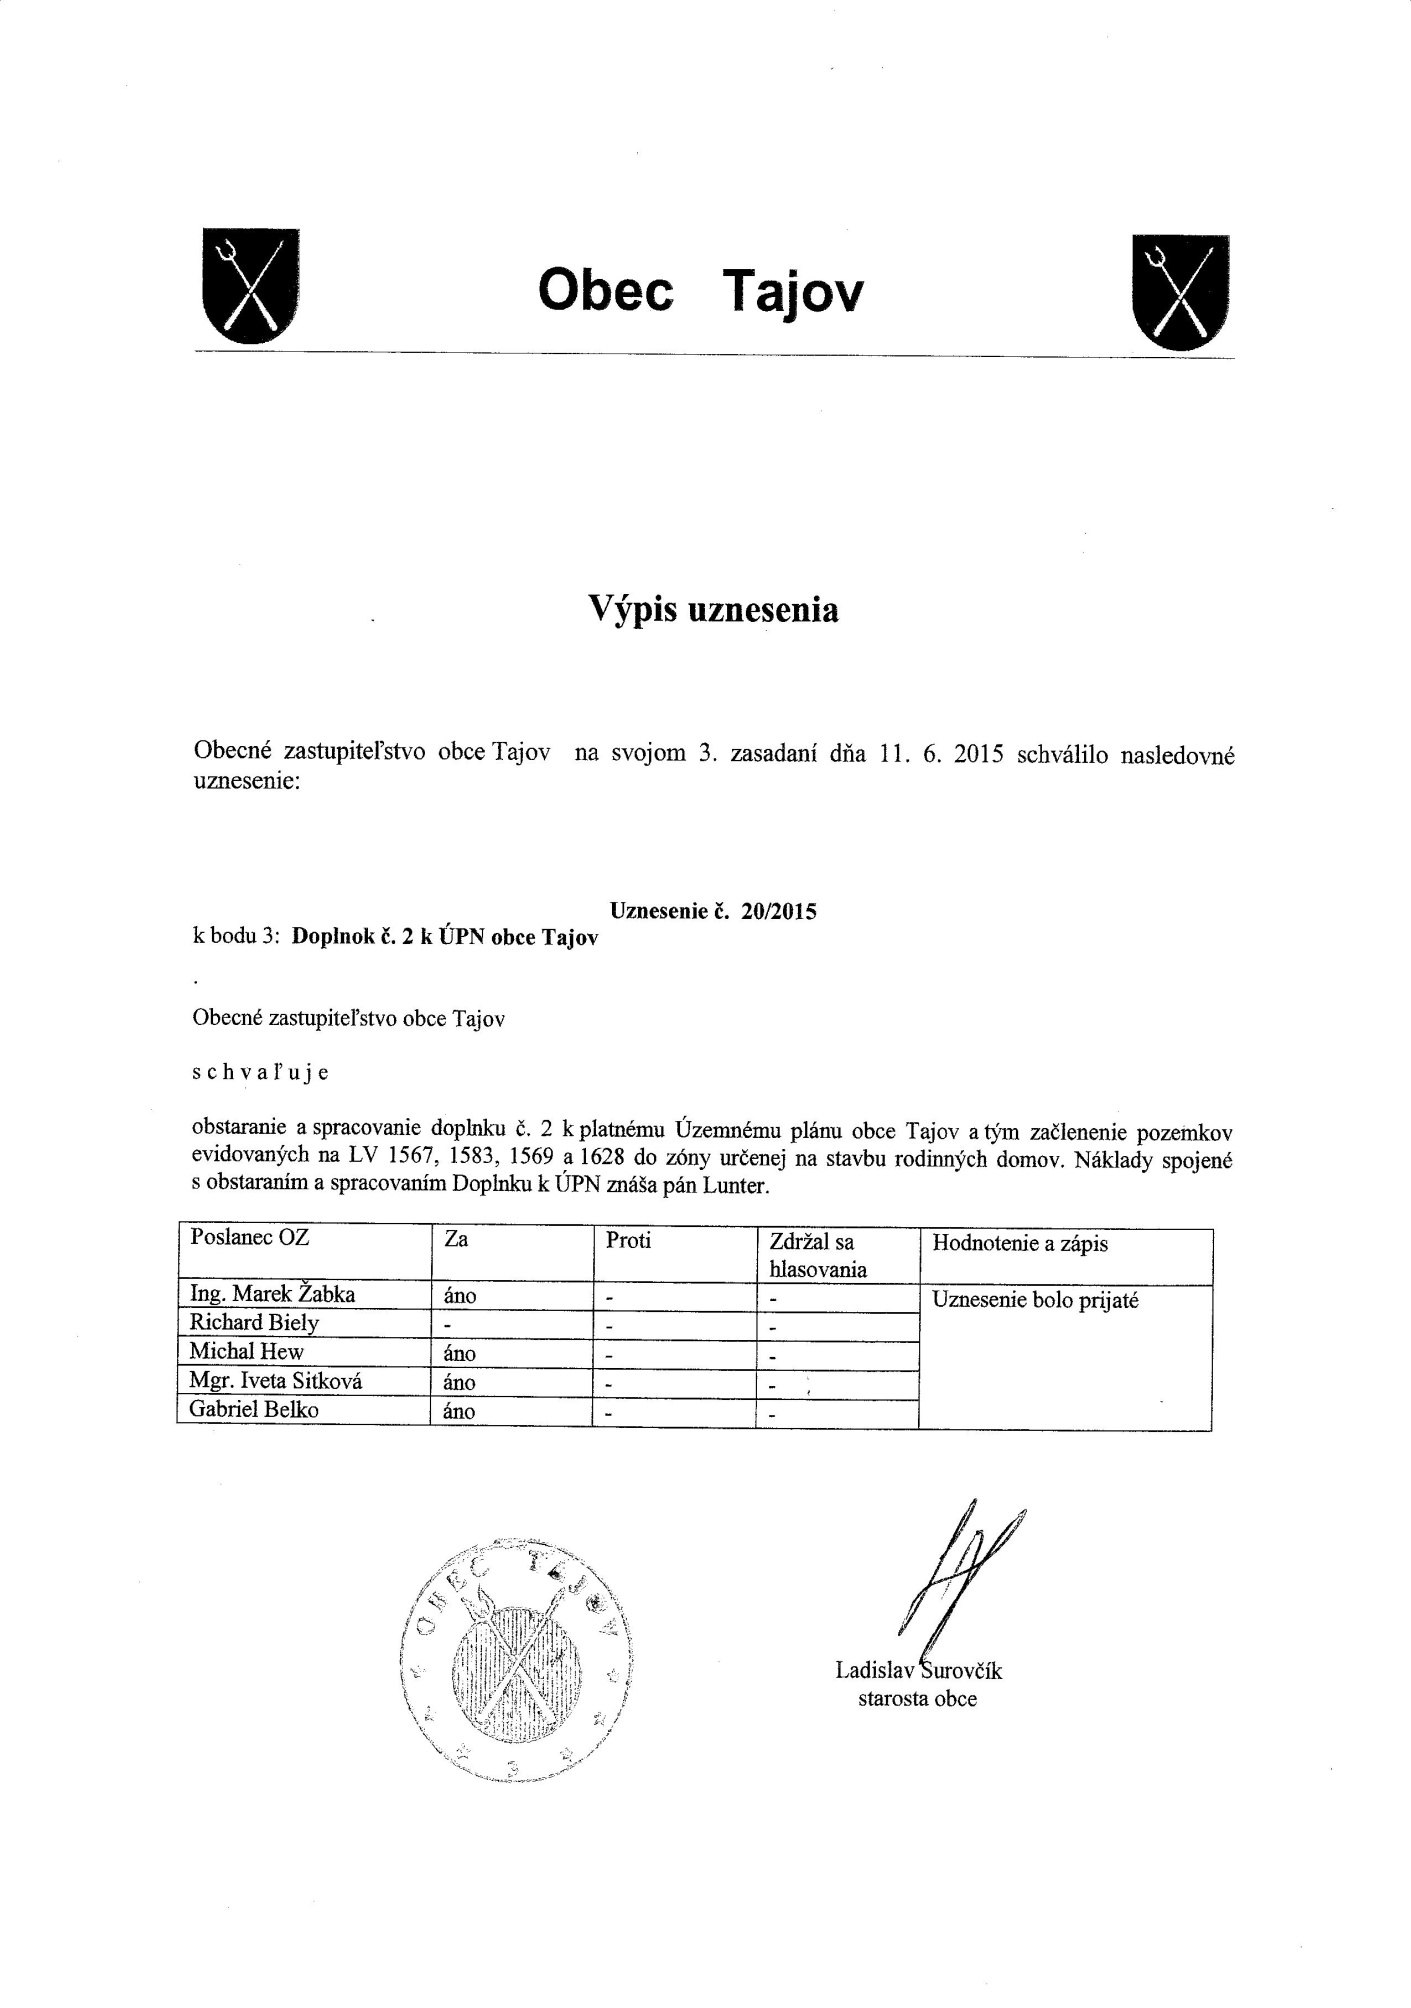 Obec Tajov
Výpis uznesenia
Obecné zastupiteľstvo obce Tajov na svojom 3. zasadaní dňa 11. 6. 2015 schválilo nasledovné
uznesenie:
Uznesenie č. 20/2015
k bodu 3: Doplnok č. 2 k ÚPN obce Tajov
.
Obecné zastupiteľstvo obce Tajov
s c h v a ľ u j e
obstaranie a spracovanie doplnku č. 2 k platnému Územnému plánu obce Tajov a tým začlenenie pozemkov
evidovaných na LV 1567, 1583, 1569 a 1628 do zóny určenej na stavbu rodinných domov. Náklady spojené
s obstaraním a spracovaním Doplnku k ÚPN znáša pán Lunter.
Poslanec OZ Za Proti Zdržal sa hlasovania Hodnotenie a zápis
Ing. Marek Žabka áno - - Uznesenie bolo prijaté
Richard Biely - - -
Michal Hew áno - -
Mgr. Iveta Sitková áno - -
Gabriel Belko áno - -
OBEC TAJOV
3
Ladislav Surovčík
starosta obce